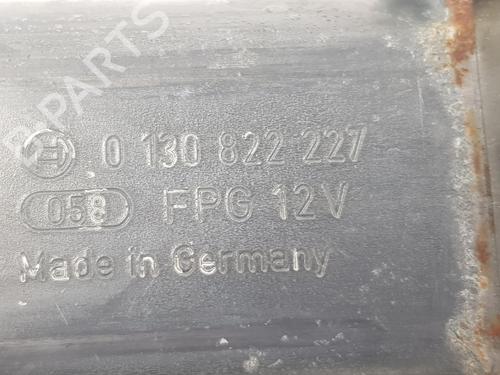 B-PARTS
0 130 822 227
058 FPG 12V
Made in Germany